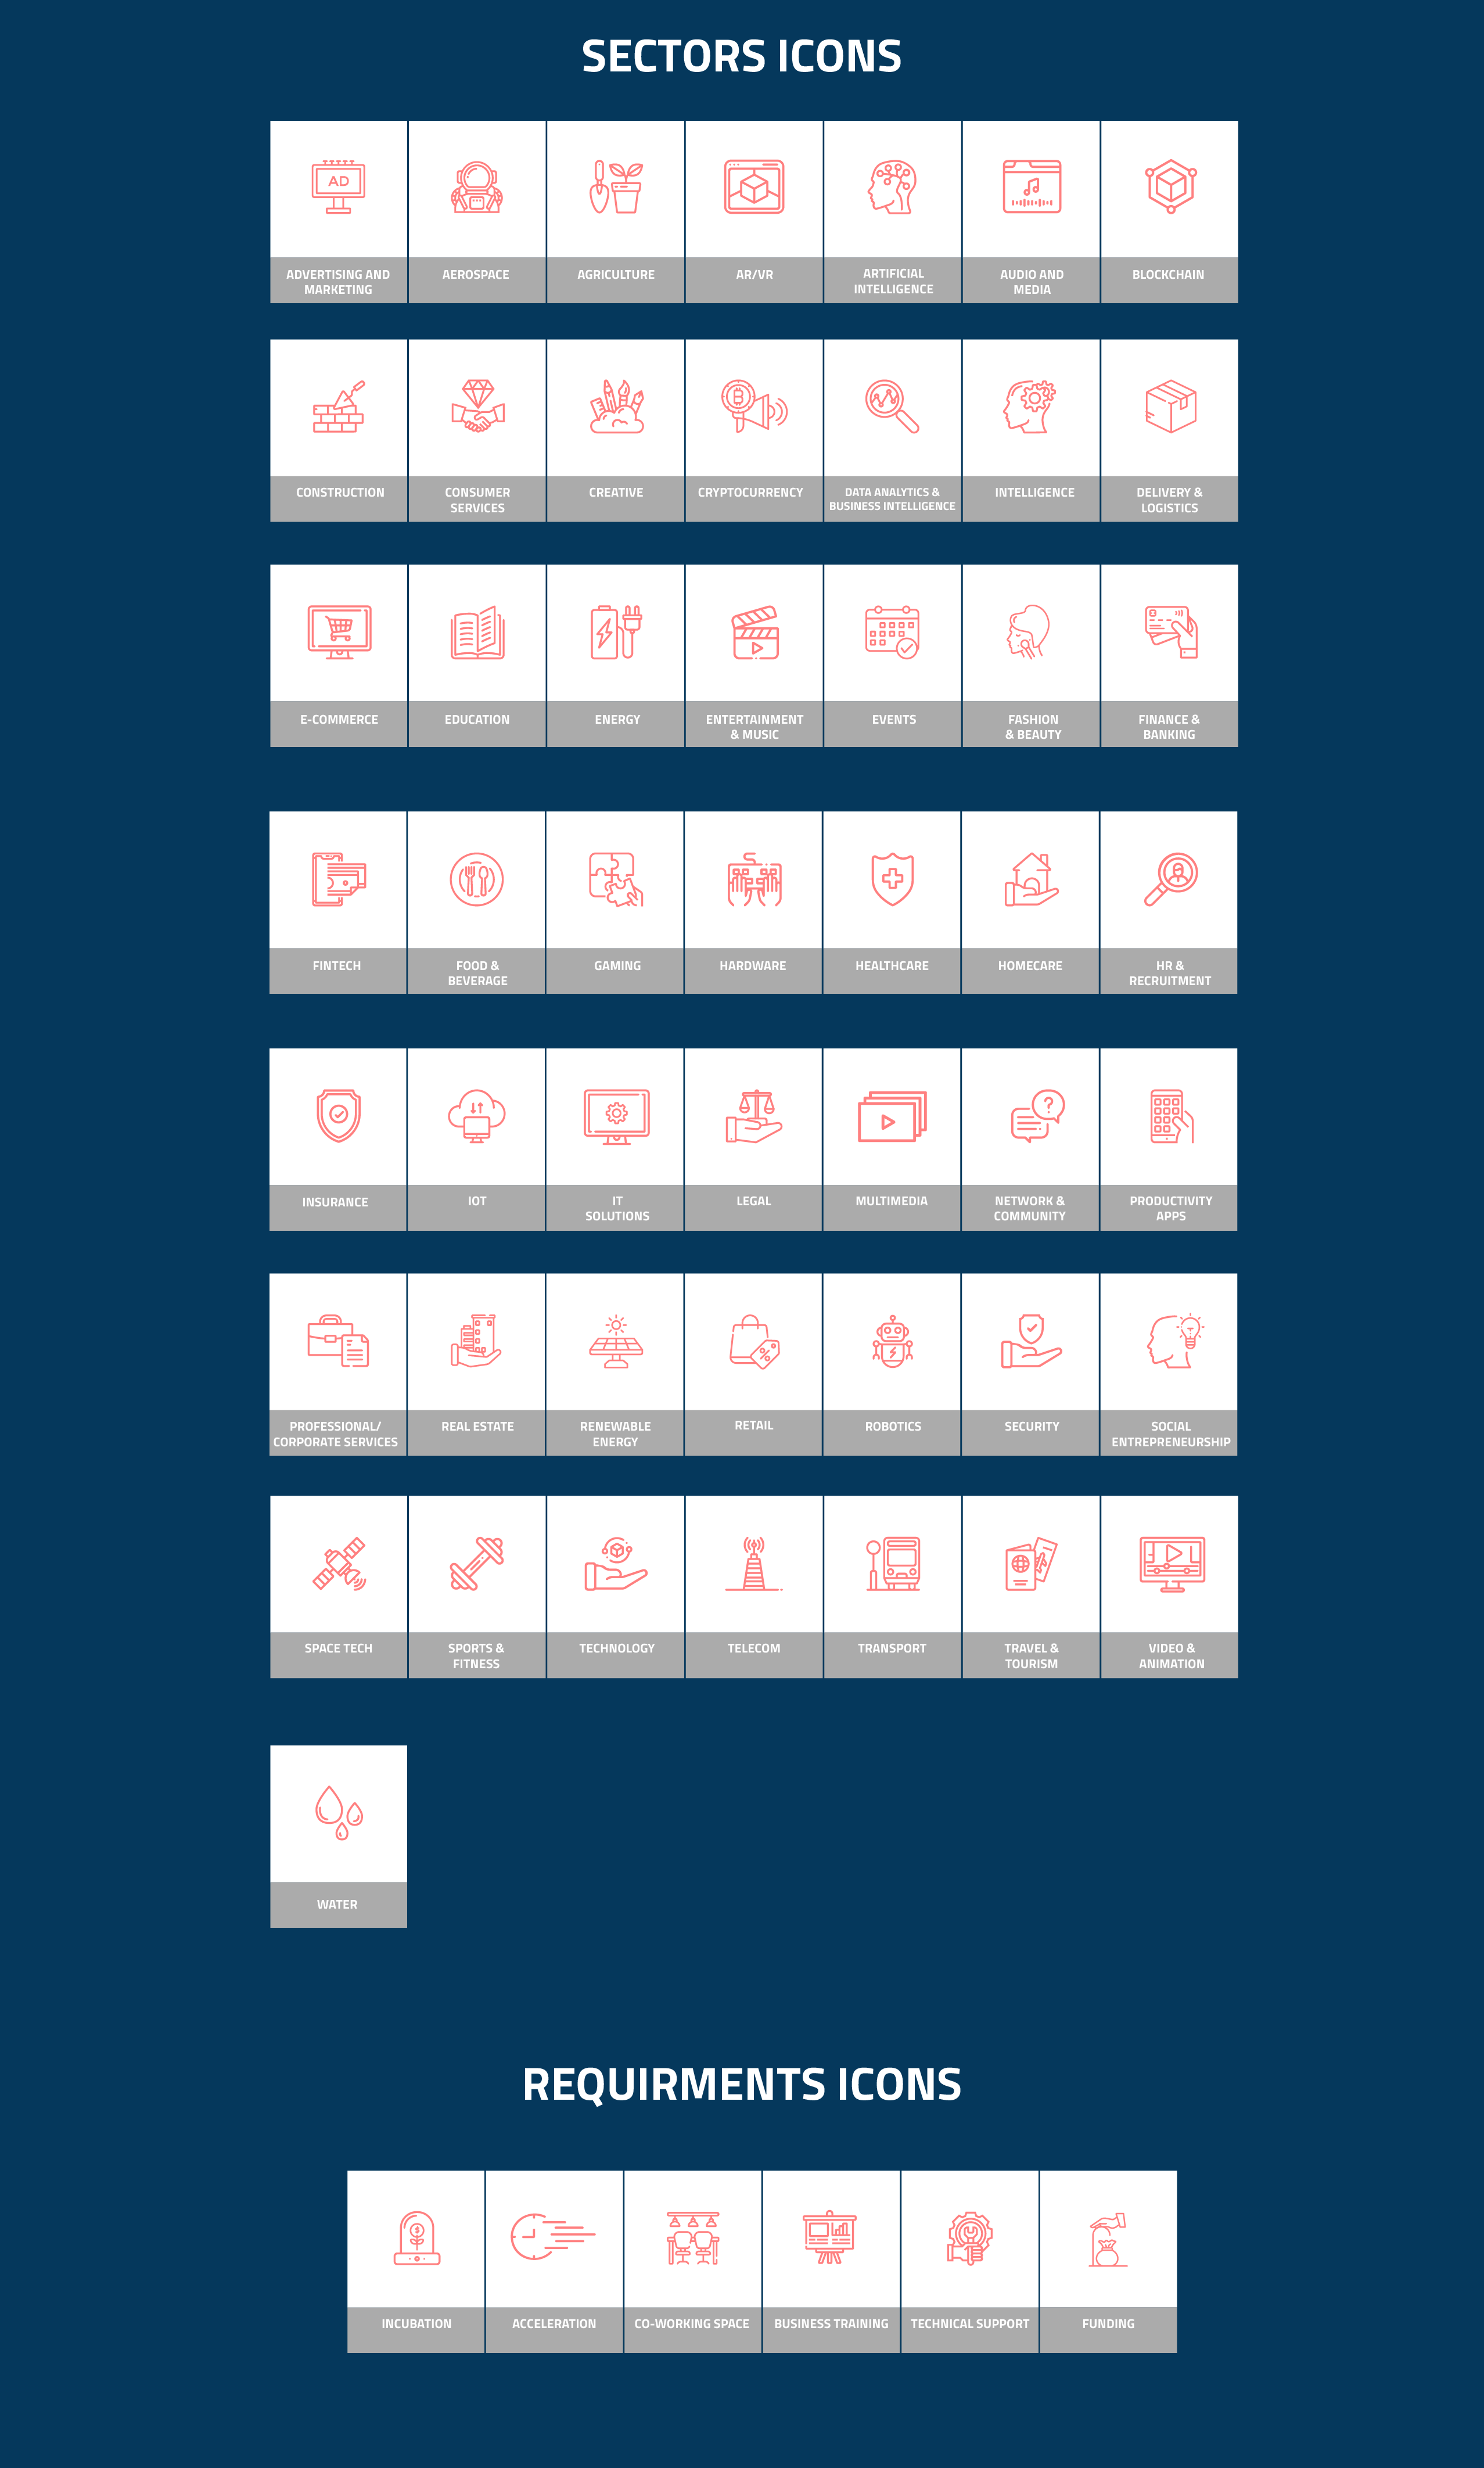 SECTORS ICONS
AD
ADVERTISING AND
MARKETING
AEROSPACE
AGRICULTURE
AR/VR
ARTIFICIAL
INTELLIGENCE
AUDIO AND
MEDIA
BLOCKCHAIN
CONSTRUCTION
CONSUMER
SERVICES
CREATIVE
CRYPTOCURRENCY
DATA ANALYTICS &
BUSINESS INTELLIGENCE
INTELLIGENCE
DELIVERY &
LOGISTICS
E-COMMERCE
EDUCATION
ENERGY
ENTERTAINMENT
& MUSIC
EVENTS
FASHION
& BEAUTY
FINANCE &
BANKING
FINTECH
FOOD &
BEVERAGE
GAMING
HARDWARE
HEALTHCARE
HOMECARE
HR &
RECRUITMENT
INSURANCE
IOT
IT
SOLUTIONS
LEGAL
MULTIMEDIA
NETWORK &
COMMUNITY
PRODUCTIVITY
APPS
PROFESSIONAL/
CORPORATE SERVICES
REAL ESTATE
RENEWABLE
ENERGY
RETAIL
ROBOTICS
SECURITY
SOCIAL
ENTREPRENEURSHIP
SPACE TECH
SPORTS &
FITNESS
TECHNOLOGY
TELECOM
TRANSPORT
TRAVEL &
TOURISM
VIDEO &
ANIMATION
WATER
REQUIRMENTS ICONS
INCUBATION
ACCELERATION
CO-WORKING SPACE
BUSINESS TRAINING
TECHNICAL SUPPORT
FUNDING